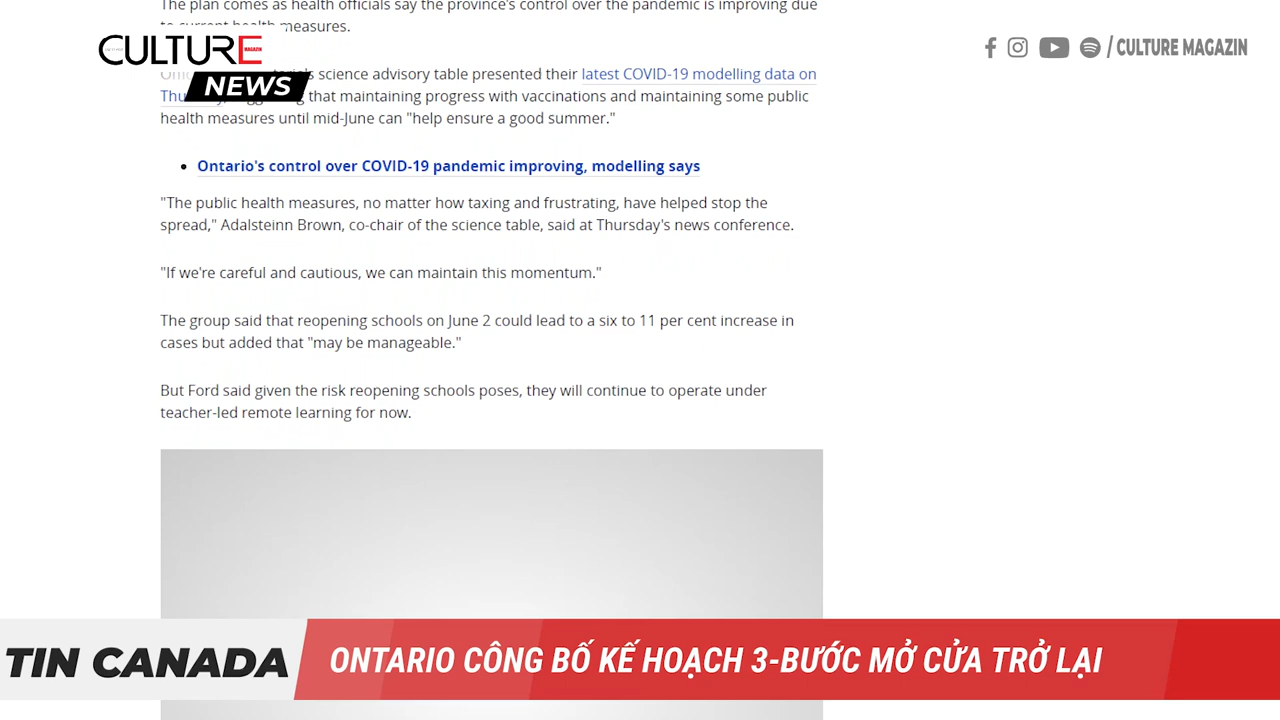 The plan comes as health officials say the province's control over the pandemic is improving due
measures.
CULTURE MAGAZIN
NEWS
/ CULTURE MAGAZIN
science advisory table presented their latest COVID-19 modelling data on
that maintaining progress with vaccinations and maintaining some public
health measures until mid-June can "help ensure a good summer."
• Ontario's control over COVID-19 pandemic improving, modelling says
"The public health measures, no matter how taxing and frustrating, have helped stop the
spread," Adalsteinn Brown, co-chair of the science table, said at Thursday's news conference.
"If we're careful and cautious, we can maintain this momentum."
The group said that reopening schools on June 2 could lead to a six to 11 per cent increase in
cases but added that "may be manageable."
But Ford said given the risk reopening schools poses, they will continue to operate under
teacher-led remote learning for now.
TIN CANADA
ONTARIO CÔNG BỐ KẾ HOẠCH 3-BƯỚC MỞ CỬA TRỞ LẠI